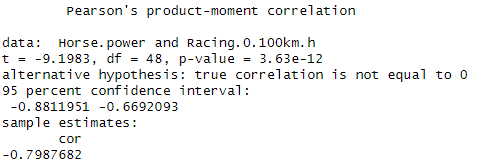 Pearson's product-moment correlation
data: Horse.power and Racing.0.100km.h
t = -9.1983, df = 48, p-value = 3.63e-12
alternative hypothesis: true correlation is not equal to 0
95 percent confidence interval:
-0.8811951 -0.6692093
sample estimates:
cor
-0.7987682